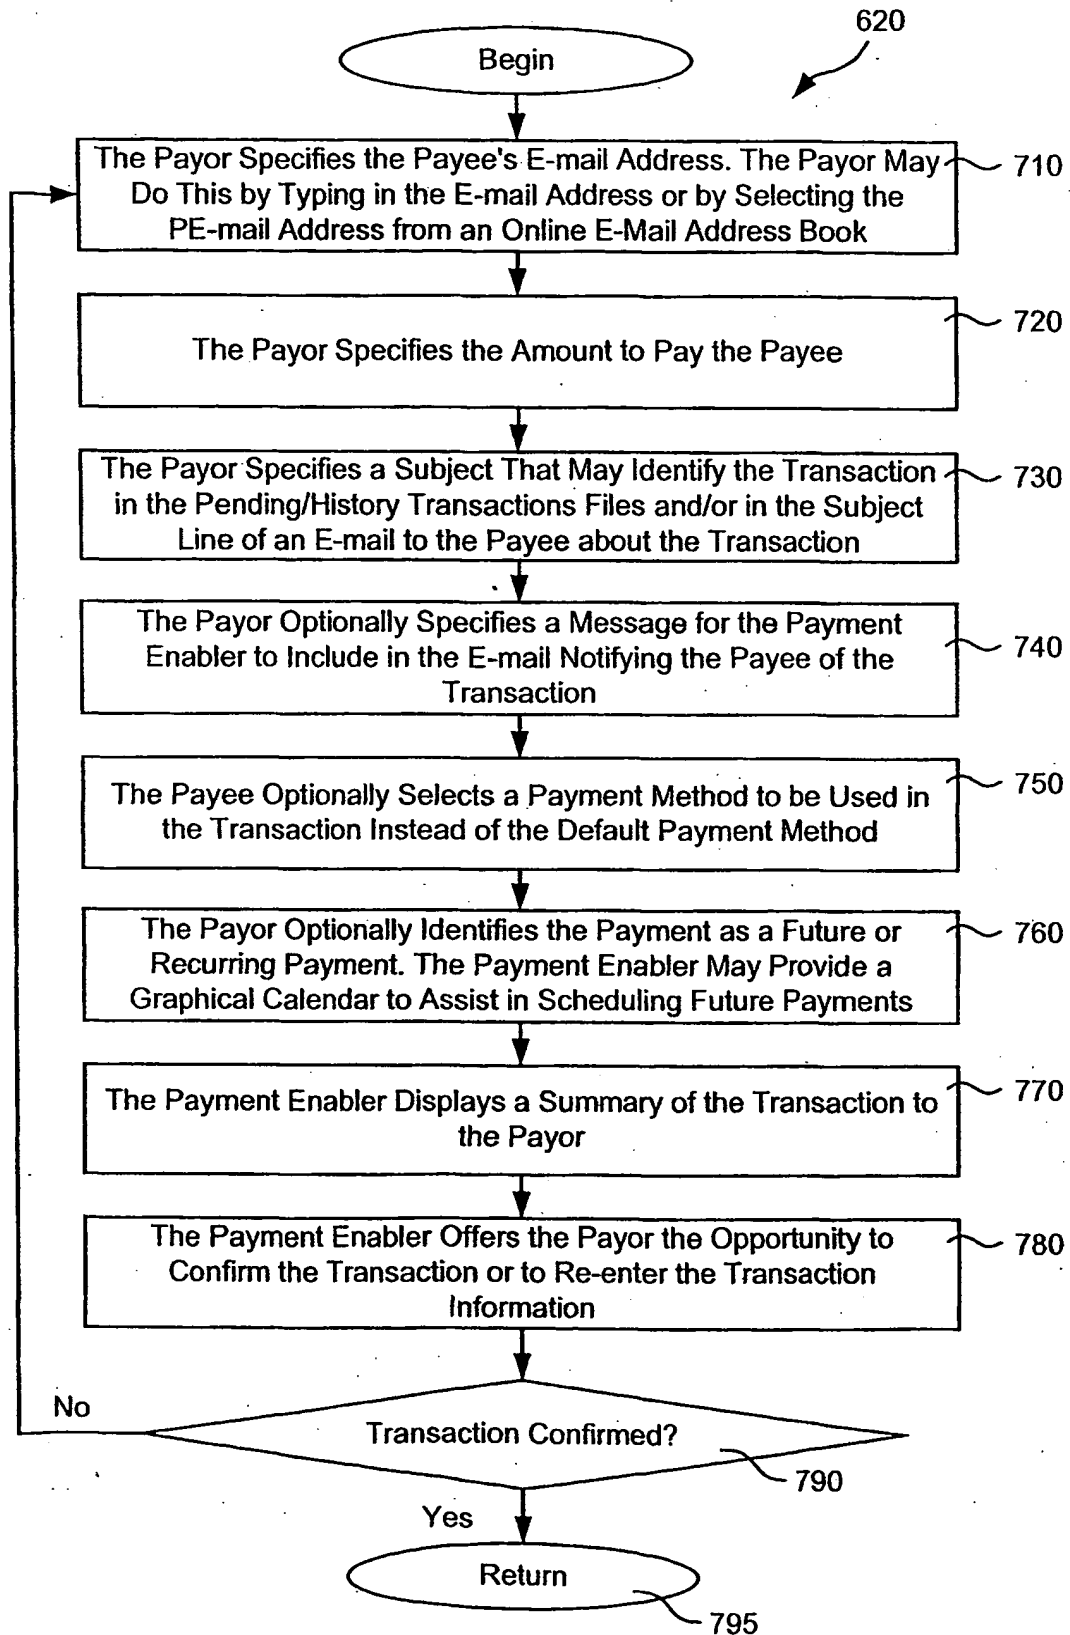 620
Begin
The Payor Specifies the Payee's E-mail Address. The Payor May
Do This by Typing in the E-mail Address or by Selecting the
PE-mail Address from an Online E-Mail Address Book
710
The Payor Specifies the Amount to Pay the Payee
720
The Payor Specifies a Subject That May Identify the Transaction
in the Pending/History Transactions Files and/or in the Subject
Line of an E-mail to the Payee about the Transaction
730
The Payor Optionally Specifies a Message for the Payment
Enabler to Include in the E-mail Notifying the Payee of the
Transaction
740
The Payee Optionally Selects a Payment Method to be Used in
the Transaction Instead of the Default Payment Method
750
The Payor Optionally Identifies the Payment as a Future or
Recurring Payment. The Payment Enabler May Provide a
Graphical Calendar to Assist in Scheduling Future Payments
760
The Payment Enabler Displays a Summary of the Transaction to
the Payor
770
The Payment Enabler Offers the Payor the Opportunity to
Confirm the Transaction or to Re-enter the Transaction
Information
780
No
Transaction Confirmed?
790
Yes
Return
795